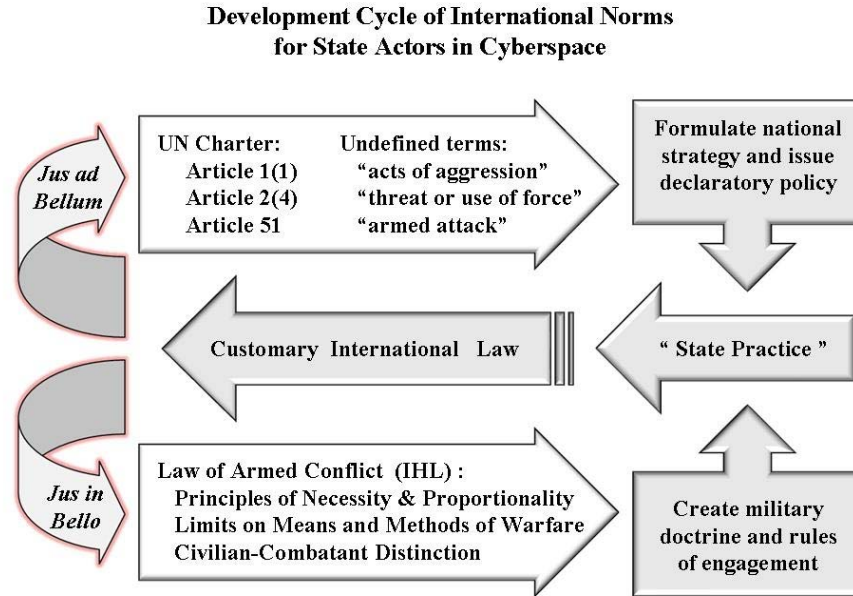 Development Cycle of International Norms
for State Actors in Cyberspace
Jus ad
Bellum
UN Charter:
Article 1(1)
Article 2(4)
Article 51
Undefined terms:
“acts of aggression”
“threat or use of force”
“armed attack”
Formulate national
strategy and issue
declaratory policy
Customary International Law
“ State Practice ”
Jus in
Bello
Law of Armed Conflict (IHL) :
Principles of Necessity & Proportionality
Limits on Means and Methods of Warfare
Civilian-Combatant Distinction
Create military
doctrine and rules
of engagement